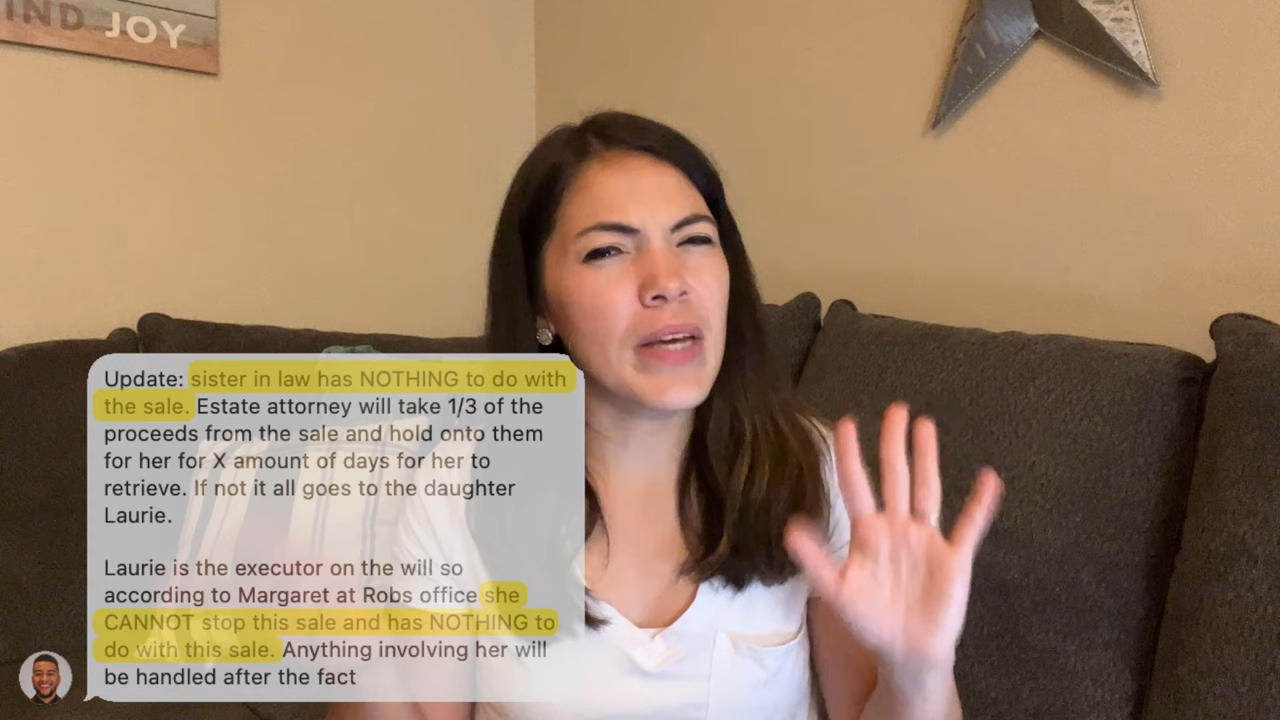 IND JOY
Update: sister in law has NOTHING to do with
the sale. Estate attorney will take 1/3 of the
proceeds from the sale and hold onto them
for her for X amount of days for her to
retrieve. If not it all goes to the daughter
Laurie.
Laurie is the executor on the will so
according to Margaret at Robs office she
CANNOT stop this sale and has NOTHING to
do with this sale. Anything involving her will
be handled after the fact